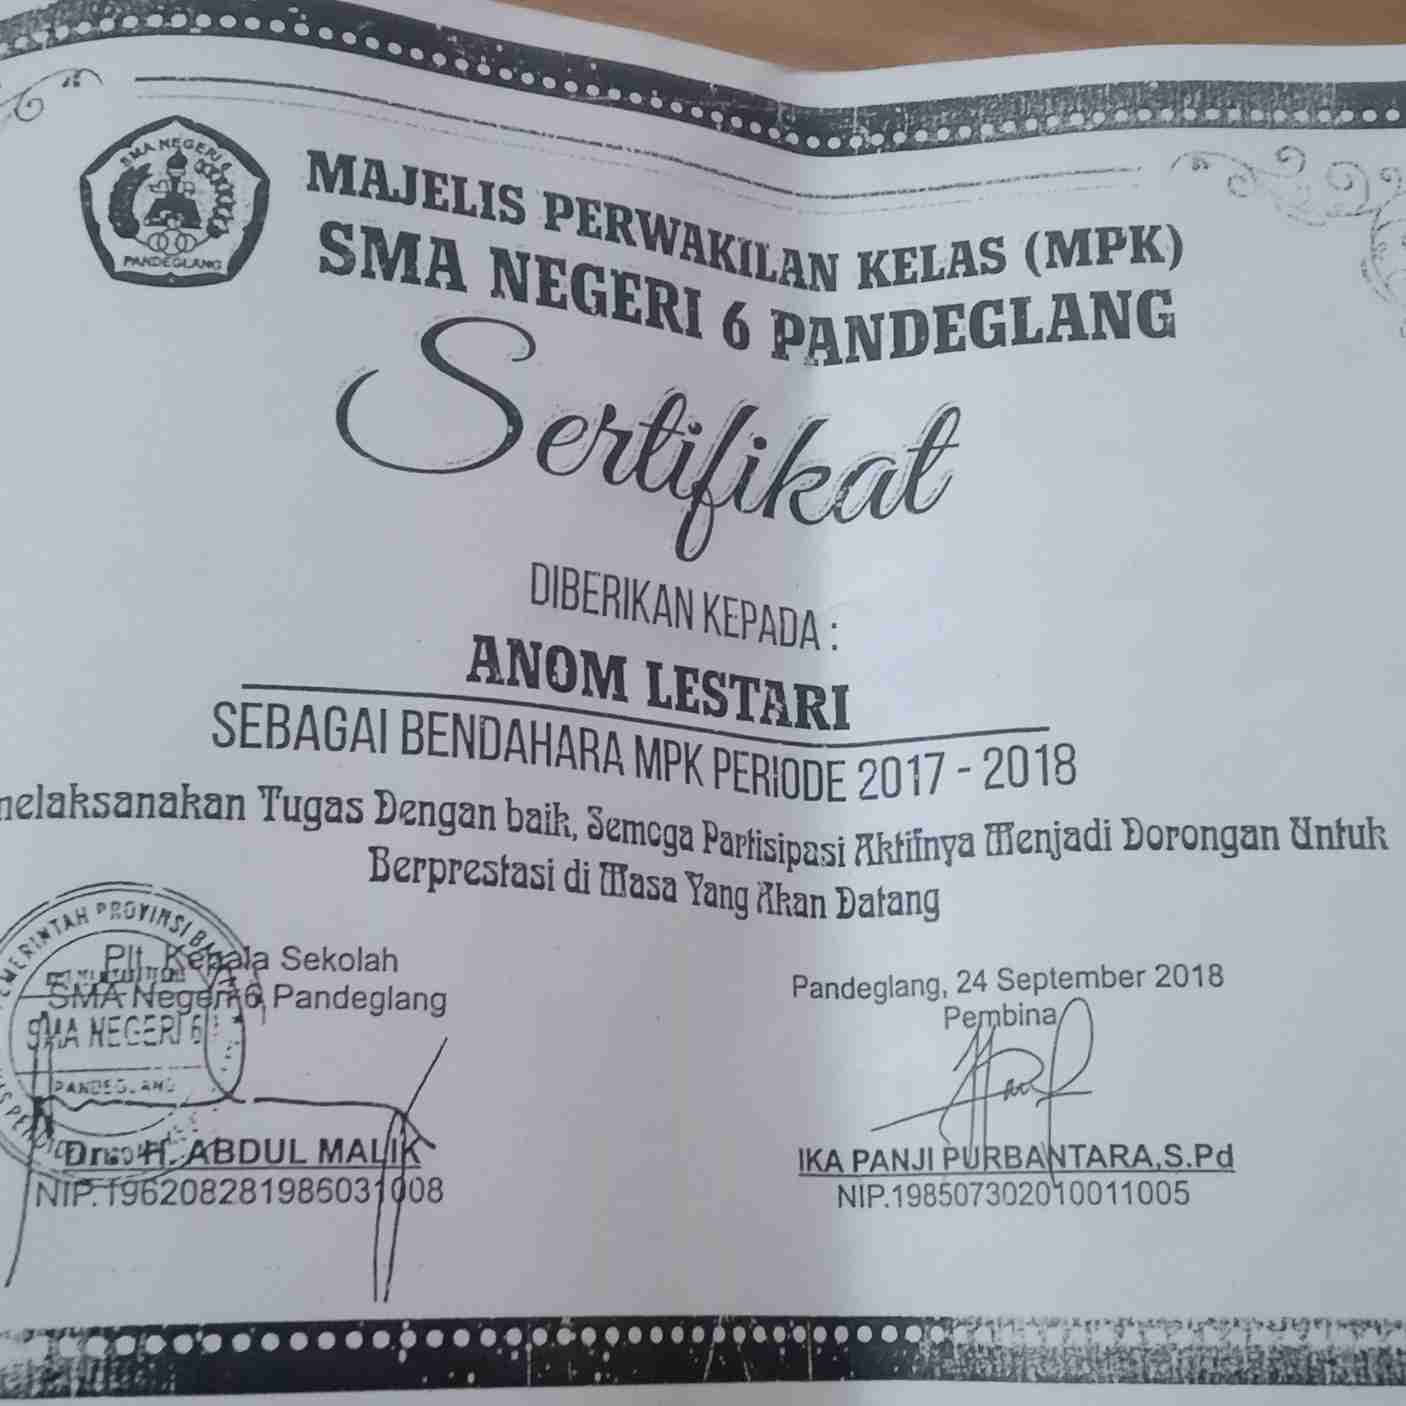 SMA NEGERI 6
PANDEGLANG
MAJELIS PERWAKILAN KELAS (MPK)
SMA NEGERI 6 PANDEGLANG
Sertifikat
DIBERIKAN KEPADA :
ANOM LESTARI
SEBAGAI BENDAHARA MPK PERIODE 2017 - 2018
melaksanakan Tugas Dengan baik, Semoga Partisipasi Aktifnya Menjadi Dorongan Untuk
Berprestasi di Masa Yang Akan Datang
Plt. Kepala Sekolah
SMA Negeri 6 Pandeglang
PEMERINTAH PROVINSI
SMA NEGERI 6
PANDEGLANG
Drs. H. ABDUL MALIK
NIP.196208281986031008
Pandeglang, 24 September 2018
Pembina
IKA PANJI PURBANTARA,S.Pd
NIP.198507302010011005